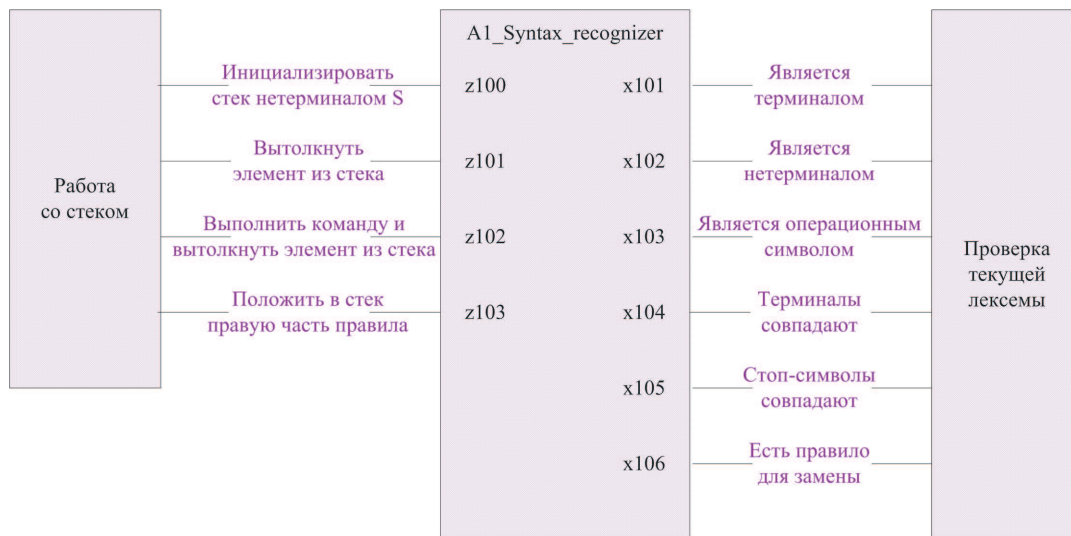 A1_Syntax_recognizer
Инициализировать
стек нетерминалом S
z100
x101
Является
терминалом
Вытолкнуть
элемент из стека
z101
x102
Является
нетерминалом
Работа
со стеком
Выполнить команду и
вытолкнуть элемент из стека
z102
x103
Является операционным
символом
Проверка
текущей
лексемы
Положить в стек
правую часть правила
z103
x104
Терминалы
совпадают
x105
Стоп-символы
совпадают
x106
Есть правило
для замены